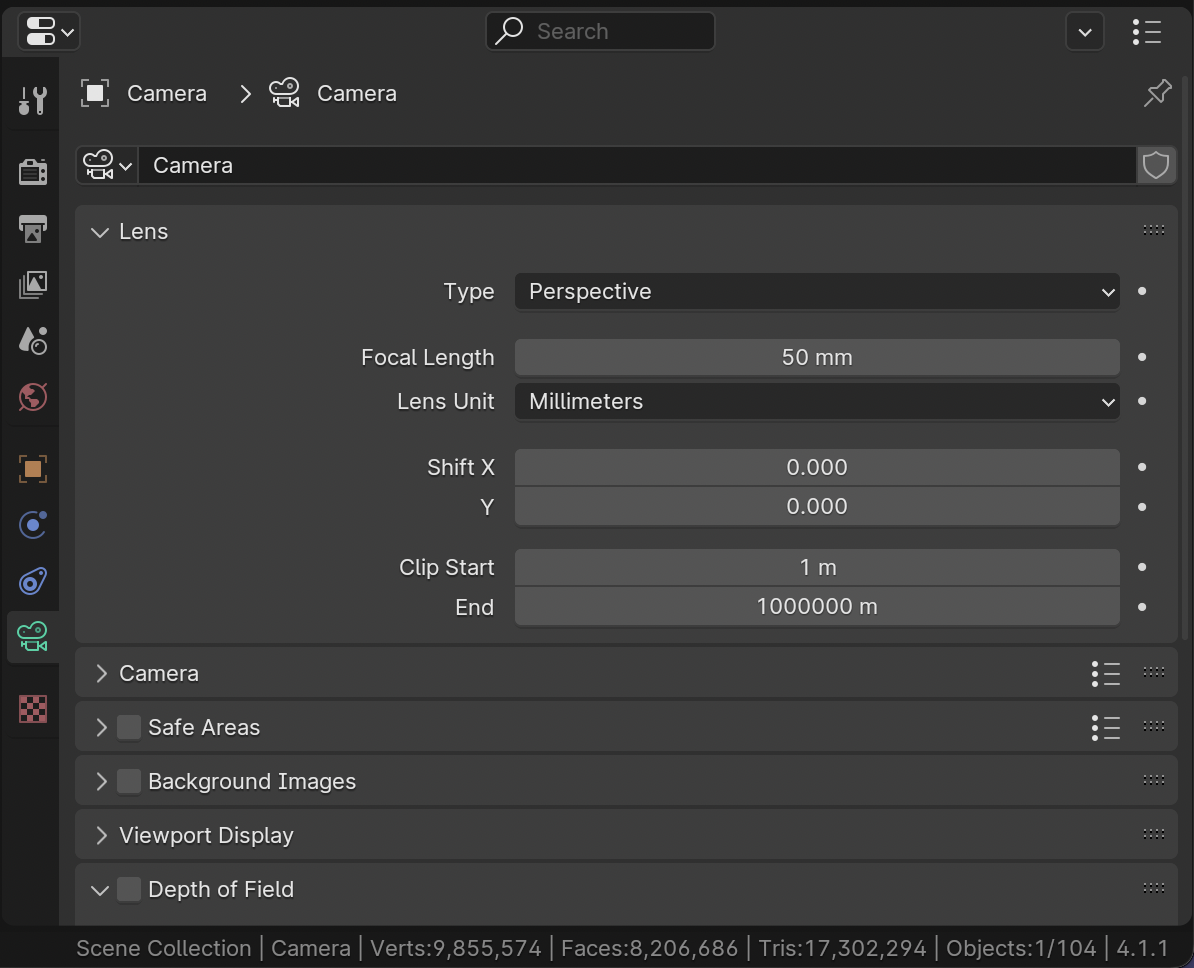 Search
Camera > Camera
Camera
Lens
Type Perspective
Focal Length 50 mm
Lens Unit Millimeters
Shift X 0.000
Y 0.000
Clip Start 1 m
End 1000000 m
Camera
Safe Areas
Background Images
Viewport Display
Depth of Field
Scene Collection | Camera | Verts:9,855,574 | Faces:8,206,686 | Tris:17,302,294 | Objects:1/104 | 4.1.1